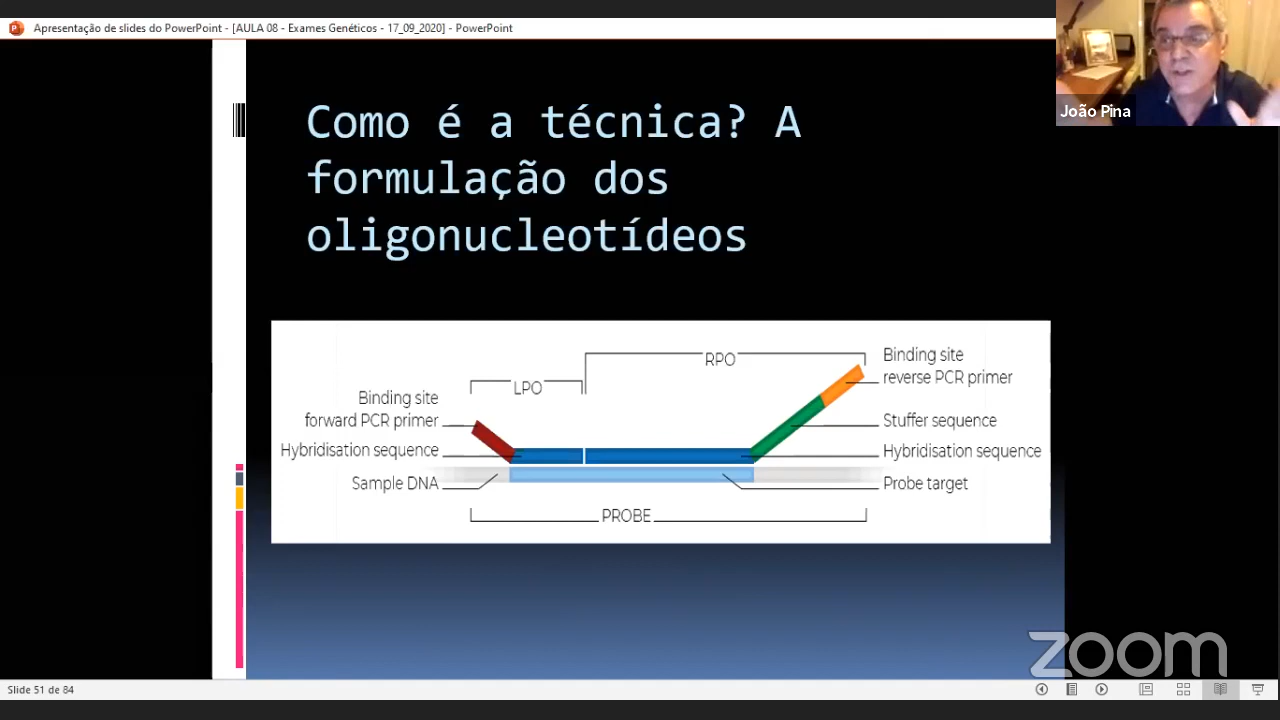 Apresentação de slides do PowerPoint - [AULA 08 - Exames Genéticos - 17_09_2020] - PowerPoint
João Pina
Como é a técnica? A
formulação dos
oligonucleotídeos
RPO
LPO
Binding site
forward PCR primer
Hybridisation sequence
Sample DNA
Binding site
reverse PCR primer
Stuffer sequence
Hybridisation sequence
Probe target
PROBE
zoom
Slide 51 de 84